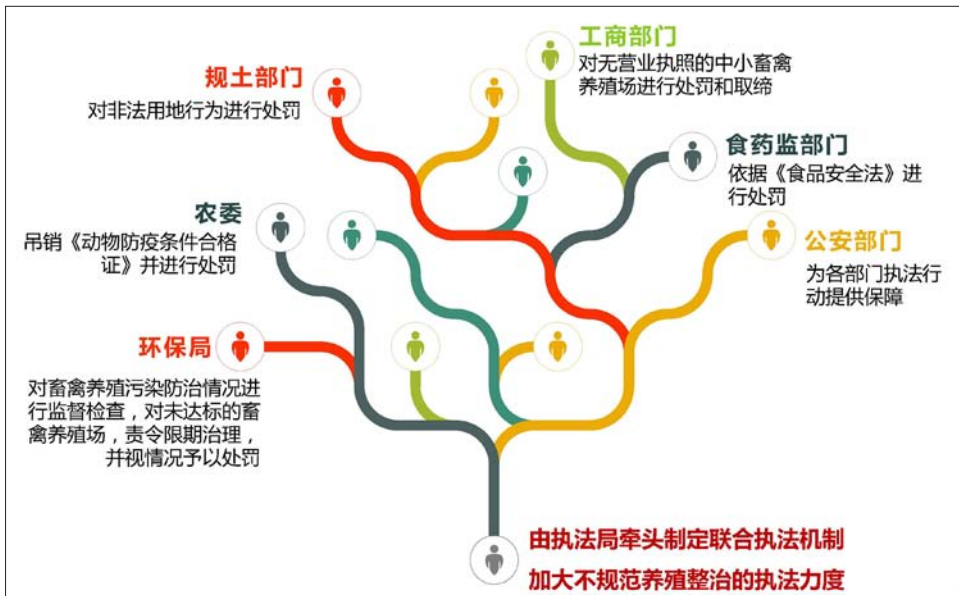 工商部门
对无营业执照的中小畜禽
养殖场进行处罚和取缔
规土部门
对非法用地行为进行处罚
食药监部门
依据《食品安全法》进
行处罚
农委
吊销《动物防疫条件合格
证》并进行处罚
公安部门
为各部门执法行
动提供保障
环保局
对畜禽养殖污染防治情况进
行监督检查，对未达标的畜
禽养殖场，责令限期治理，
并视情况予以处罚
由执法局牵头制定联合执法机制
加大不规范养殖整治的执法力度